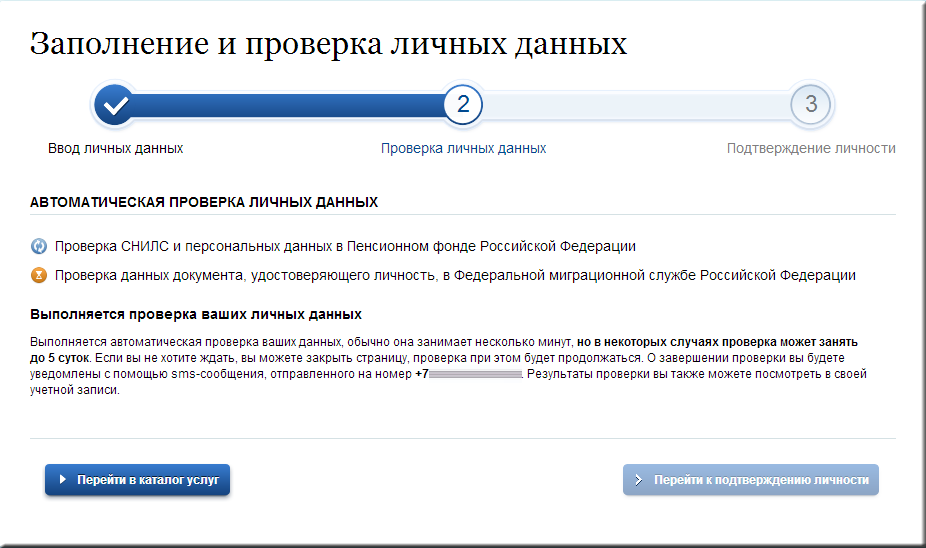 Заполнение и проверка личных данных
2
3
Ввод личных данных
Проверка личных данных
Подтверждение личности
АВТОМАТИЧЕСКАЯ ПРОВЕРКА ЛИЧНЫХ ДАННЫХ
Проверка СНИЛС и персональных данных в Пенсионном фонде Российской Федерации
Проверка данных документа, удостоверяющего личность, в Федеральной миграционной службе Российской Федерации
Выполняется проверка ваших личных данных
Выполняется автоматическая проверка ваших данных, обычно она занимает несколько минут, но в некоторых случаях проверка может занять
до 5 суток. Если вы не хотите ждать, вы можете закрыть страницу, проверка при этом будет продолжаться. О завершении проверки вы будете
уведомлены с помощью sms-сообщения, отправленного на номер +7 . Результаты проверки вы также можете посмотреть в своей
учетной записи.
Перейти в каталог услуг
Перейти к подтверждению личности